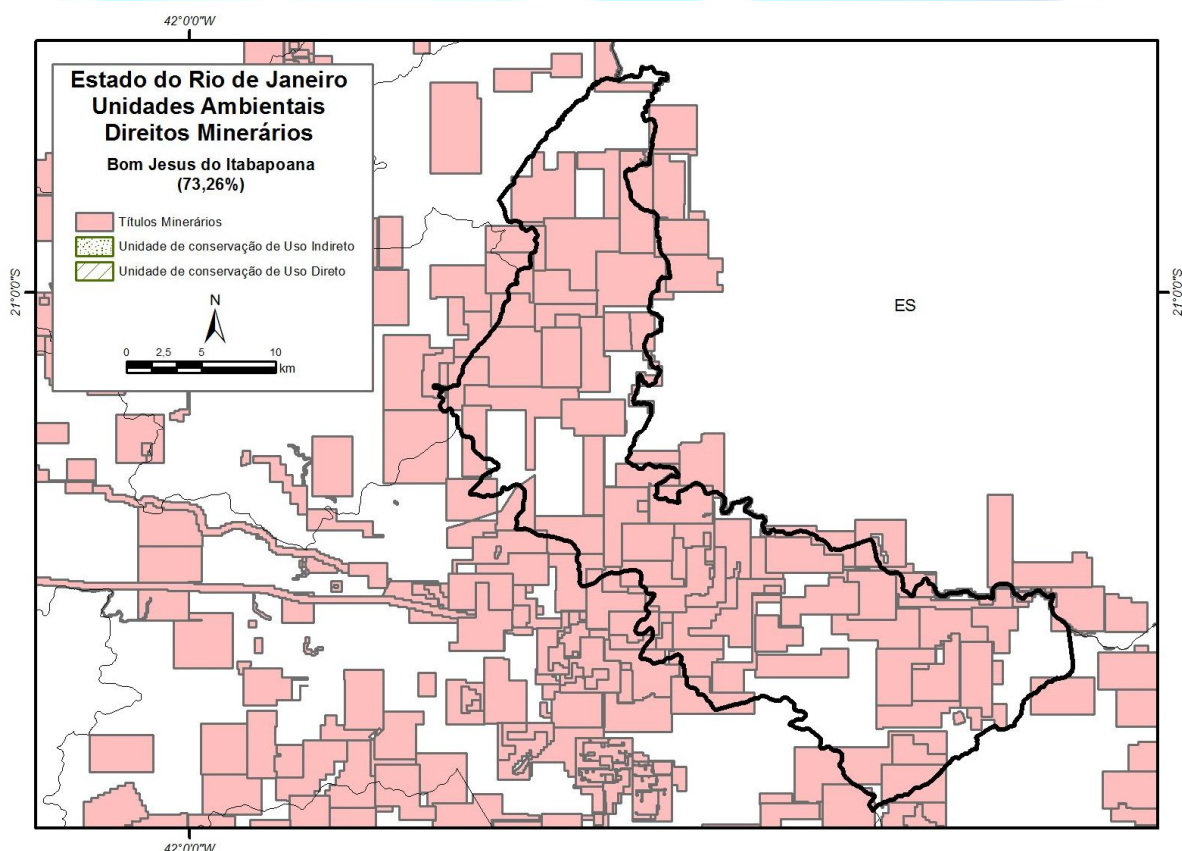 42°0'0"W
Estado do Rio de Janeiro
Unidades Ambientais
Direitos Minerários
Bom Jesus do Itabapoana
(73,26%)
Títulos Minerários
Unidade de conservação de Uso Indireto
Unidade de conservação de Uso Direto
N
0 2,5 5 10
km
21°0'0"S
ES
21°0'0"S
42°0'0"W